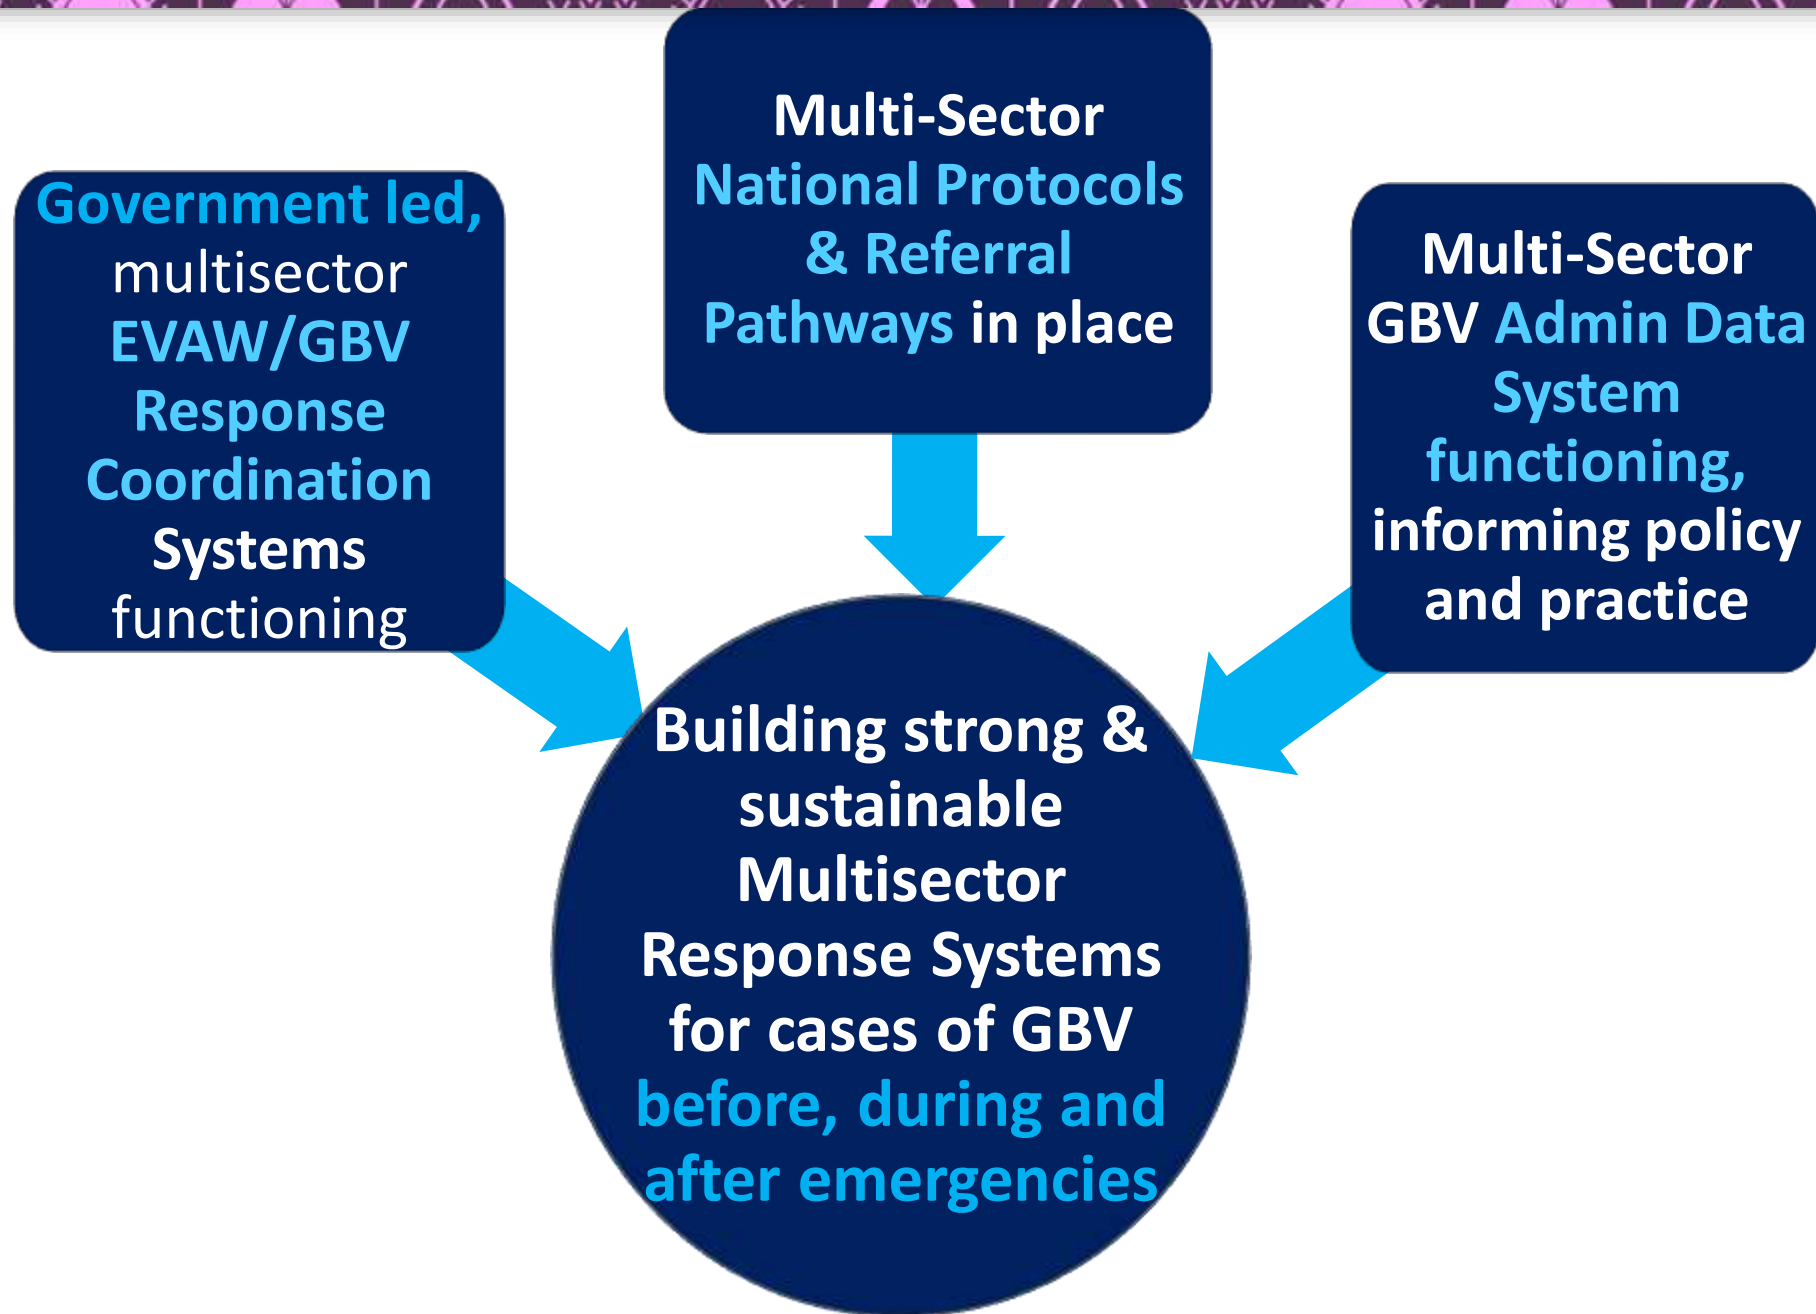 Government led,
multisector
EVAW/GBV
Response
Coordination
Systems
functioning
Multi-Sector
National Protocols
& Referral
Pathways in place
Multi-Sector
GBV Admin Data
System
functioning,
informing policy
and practice
Building strong &
sustainable
Multisector
Response Systems
for cases of GBV
before, during and
after emergencies